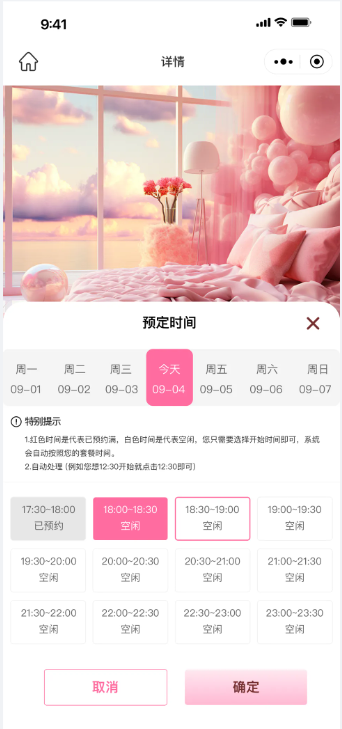 9:41
详情
预定时间
周一 周二 周三 今天 周五 周六 周日
09-01 09-02 09-03 09-04 09-05 09-06 09-07
特别提示
1.红色时间是代表已预约满，白色时间是代表空闲，您只需要选择开始时间即可，系统
会自动按照您的套餐时间。
2.自动处理 (例如您想12:30开始就点击12:30即可)
17:30~18:00 18:00~18:30 18:30~19:00 19:00~19:30
已预约 空闲 空闲 空闲
19:30~20:00 20:00~20:30 20:30~21:00 21:00~21:30
空闲 空闲 空闲 空闲
21:30~22:00 22:00~22:30 22:30~23:00 23:00~23:30
空闲 空闲 空闲 空闲
取消 确定